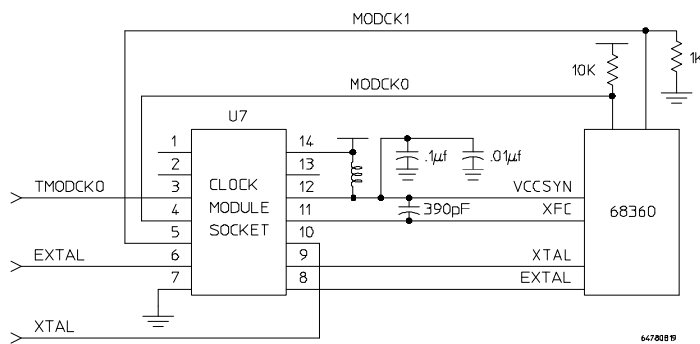 MODCK1
1K
10K
MODCK0
U7
1 14
2 13
3 12
4 11
5 10
6 9
7 8
CLOCK
MODULE
SOCKET
.1µf
.01µf
390pF
TMODCK0
EXTAL
XTAL
VCCSYN
XFC
XTAL
EXTAL
68360
64780B19